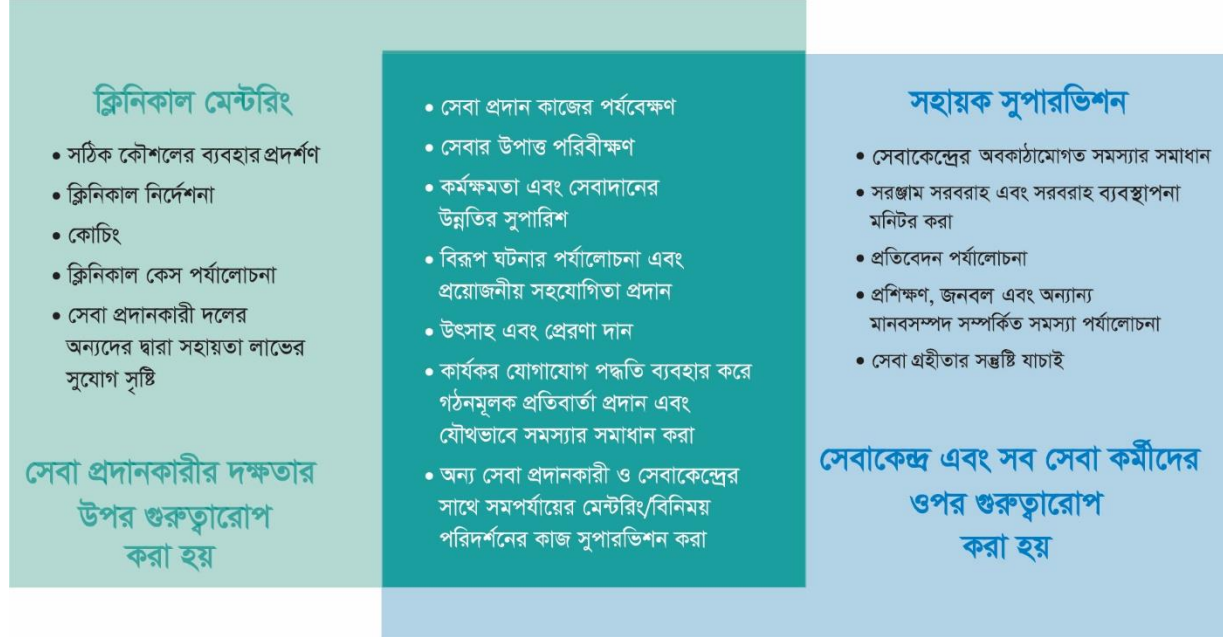 ক্লিনিকাল মেন্টরিং
• সঠিক কৌশলের ব্যবহার প্রদর্শণ
• ক্লিনিকাল নির্দেশনা
• কোচিং
• ক্লিনিকাল কেস পর্যালোচনা
• সেবা প্রদানকারী দলের
অন্যদের দ্বারা সহায়তা লাভের
সুযোগ সৃষ্টি
সেবা প্রদানকারীর দক্ষতার
উপর গুরুত্বারোপ
করা হয়
• সেবা প্রদান কাজের পর্যবেক্ষণ
• সেবার উপাত্ত পরিবীক্ষণ
• কর্মক্ষমতা এবং সেবাদানের
উন্নতির সুপারিশ
• বিরূপ ঘটনার পর্যালোচনা এবং
প্রয়োজনীয় সহযোগিতা প্রদান
• উৎসাহ এবং প্রেরণা দান
• কার্যকর যোগাযোগ পদ্ধতি ব্যবহার করে
গঠনমূলক প্রতিবার্তা প্রদান এবং
যৌথভাবে সমস্যার সমাধান করা
• অন্য সেবা প্রদানকারী ও সেবাকেন্দ্রের
সাথে সমপর্যায়ের মেন্টরিং/বিনিময়
পরিদর্শনের কাজ সুপারভিশন করা
সহায়ক সুপারভিশন
• সেবাকেন্দ্রের অবকাঠামোগত সমস্যার সমাধান
• সরঞ্জাম সরবরাহ এবং সরবরাহ ব্যবস্থাপনা
মনিটর করা
• প্রতিবেদন পর্যালোচনা
• প্রশিক্ষণ, জনবল এবং অন্যান্য
মানবসম্পদ সম্পর্কিত সমস্যা পর্যালোচনা
• সেবা গ্রহীতার সন্তুষ্টি যাচাই
সেবাকেন্দ্র এবং সব সেবা কর্মীদের
ওপর গুরুত্বারোপ
করা হয়